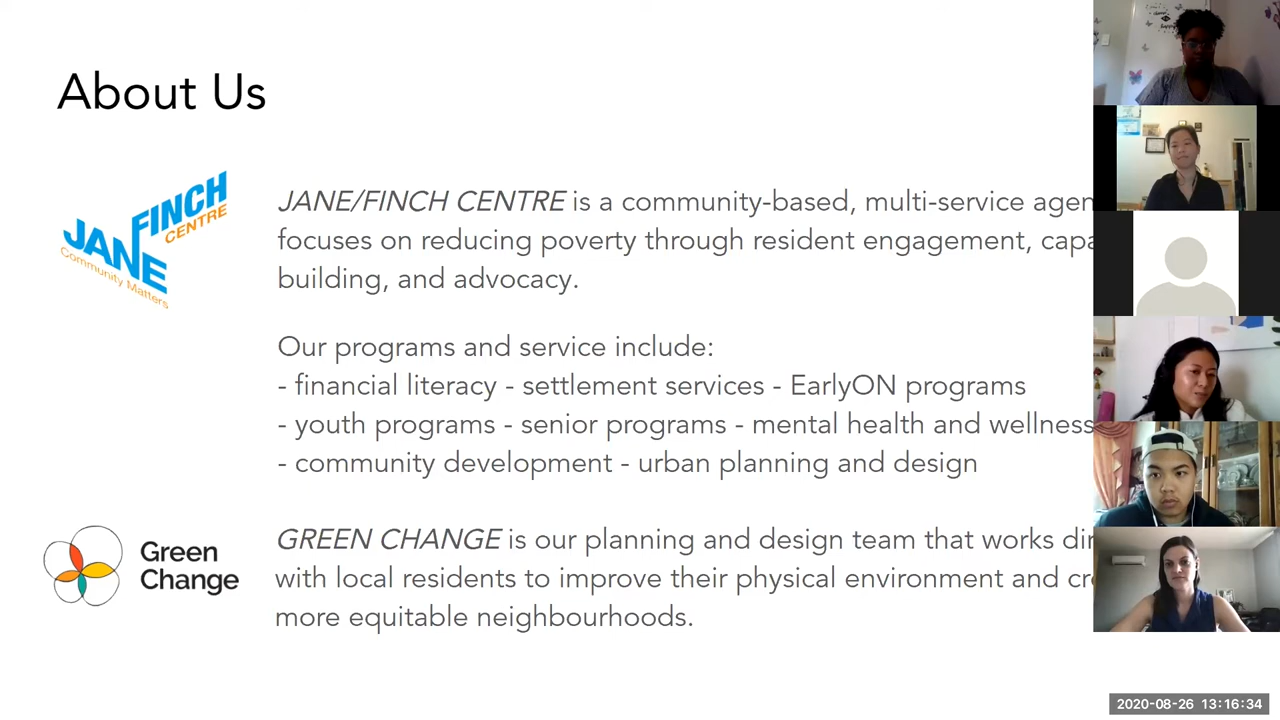 About Us
JANE FINCH CENTRE
Community Matters
JANE/FINCH CENTRE is a community-based, multi-service agen
focuses on reducing poverty through resident engagement, capa
building, and advocacy.
Our programs and service include:
- financial literacy - settlement services - EarlyON programs
- youth programs - senior programs - mental health and wellness
- community development - urban planning and design
Green
Change
GREEN CHANGE is our planning and design team that works dir
with local residents to improve their physical environment and cre
more equitable neighbourhoods.
2020-08-26 13:16:34